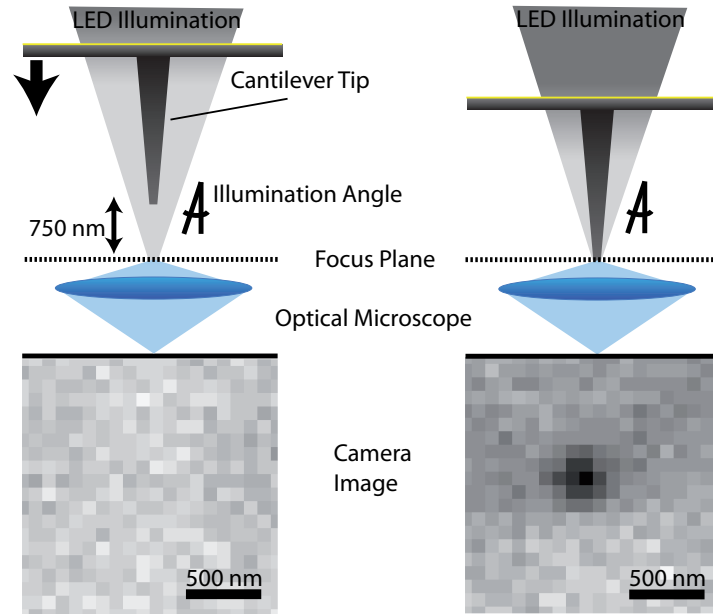 LED Illumination
LED Illumination
Cantilever Tip
Illumination Angle
750 nm
Focus Plane
Optical Microscope
Camera
Image
500 nm
500 nm